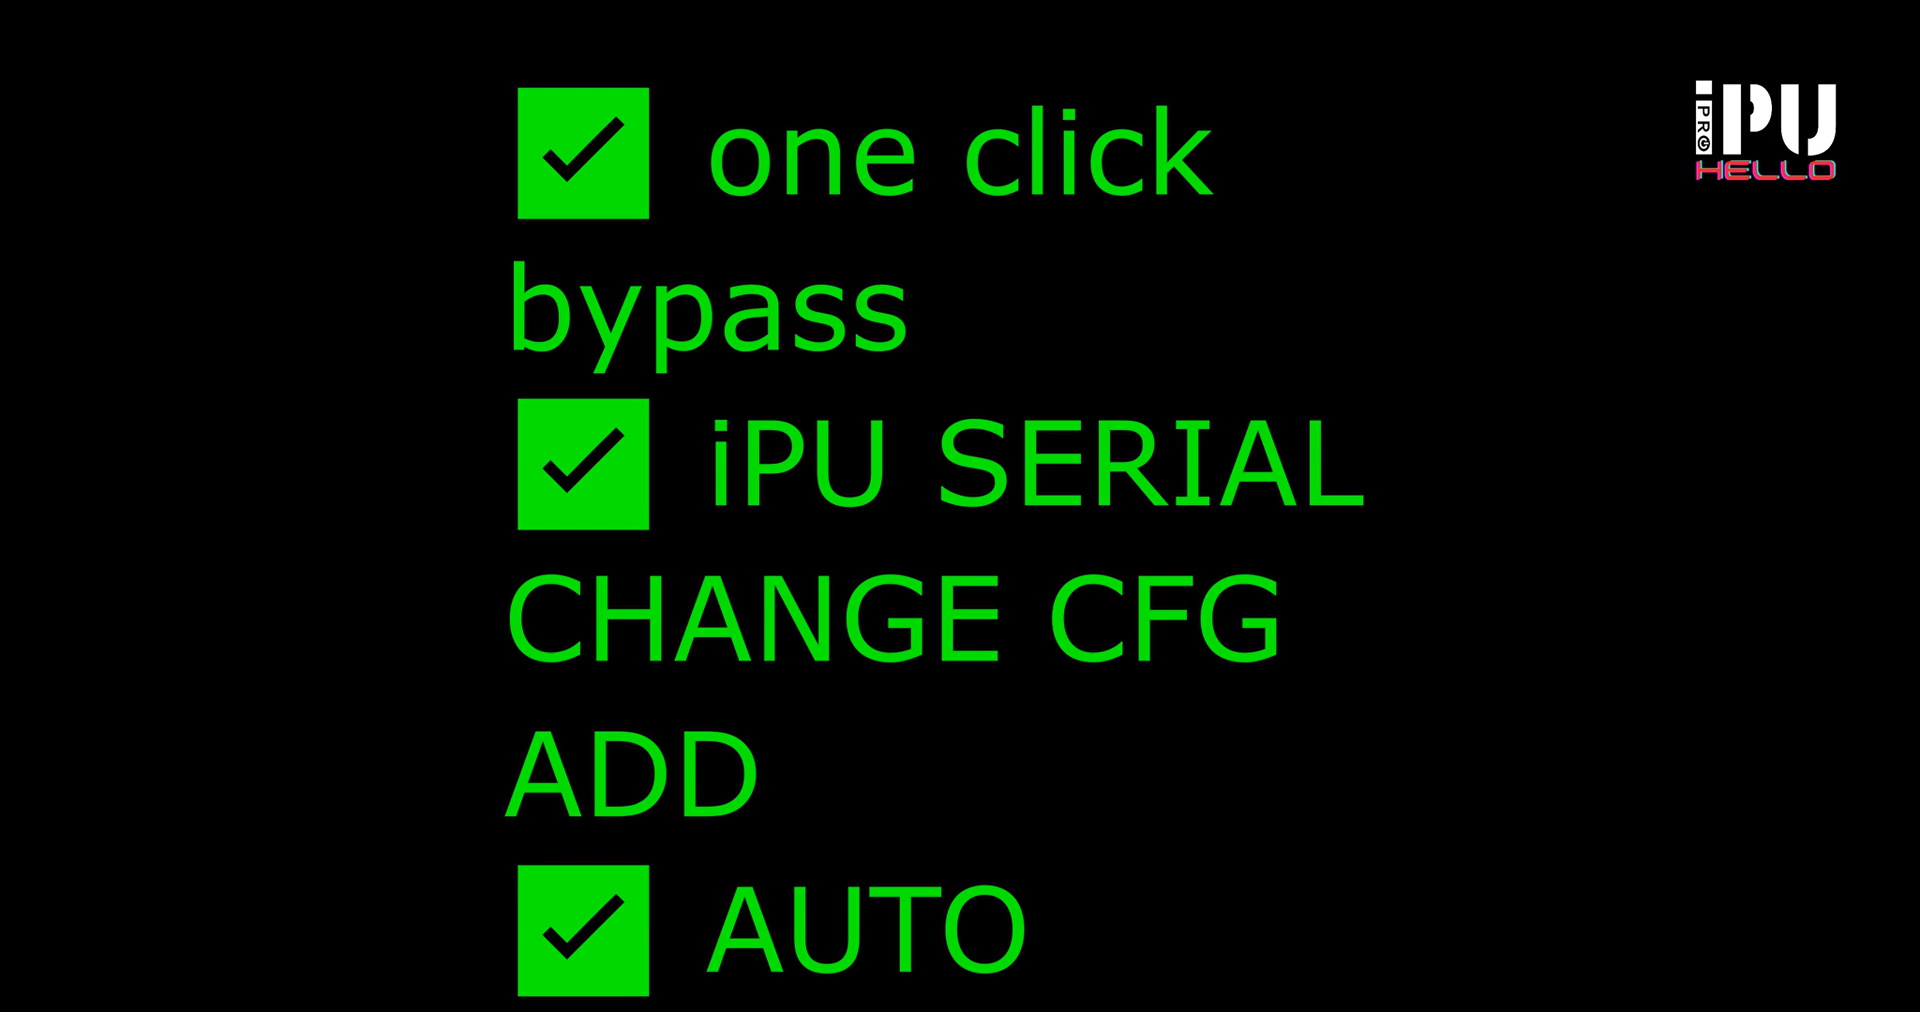 ✅ one click
bypass
✅ iPU SERIAL
CHANGE CFG
ADD
✅ AUTO
iPU
PRO
HELLO